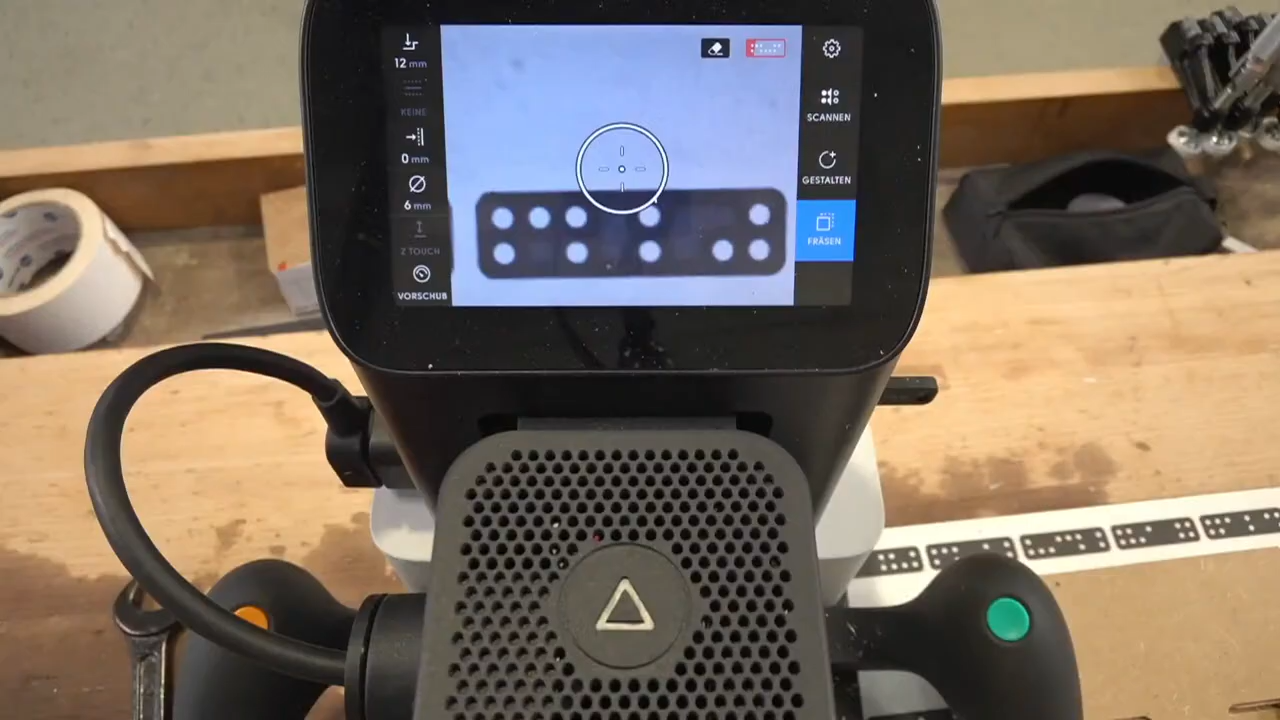 12 mm
KEINE
0 mm
6 mm
Z TOUCH
VORSCHUB
SCANNEN
GESTALTEN
FRÄSEN